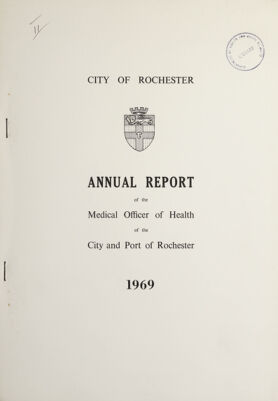 CITY OF ROCHESTER
ANNUAL REPORT
of the
Medical Officer of Health
of the
City and Port of Rochester
1969